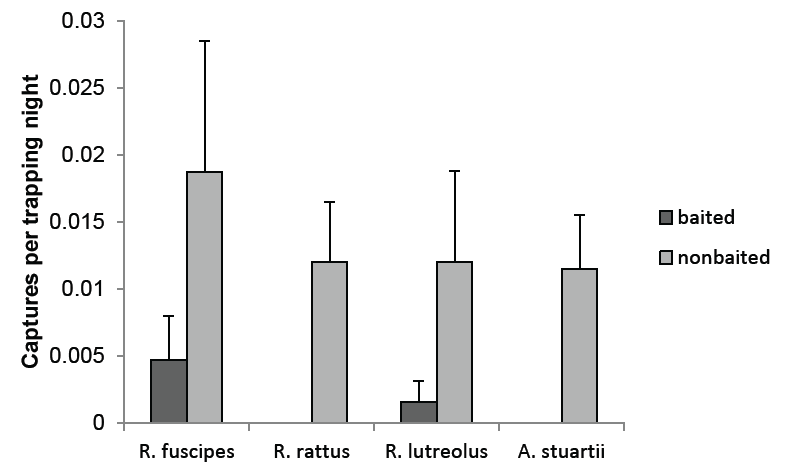 Captures per trapping night
0.03
0.025
0.02
0.015
0.01
0.005
0
R. fuscipes
R. rattus
R. lutreolus
A. stuartii
baited
nonbaited